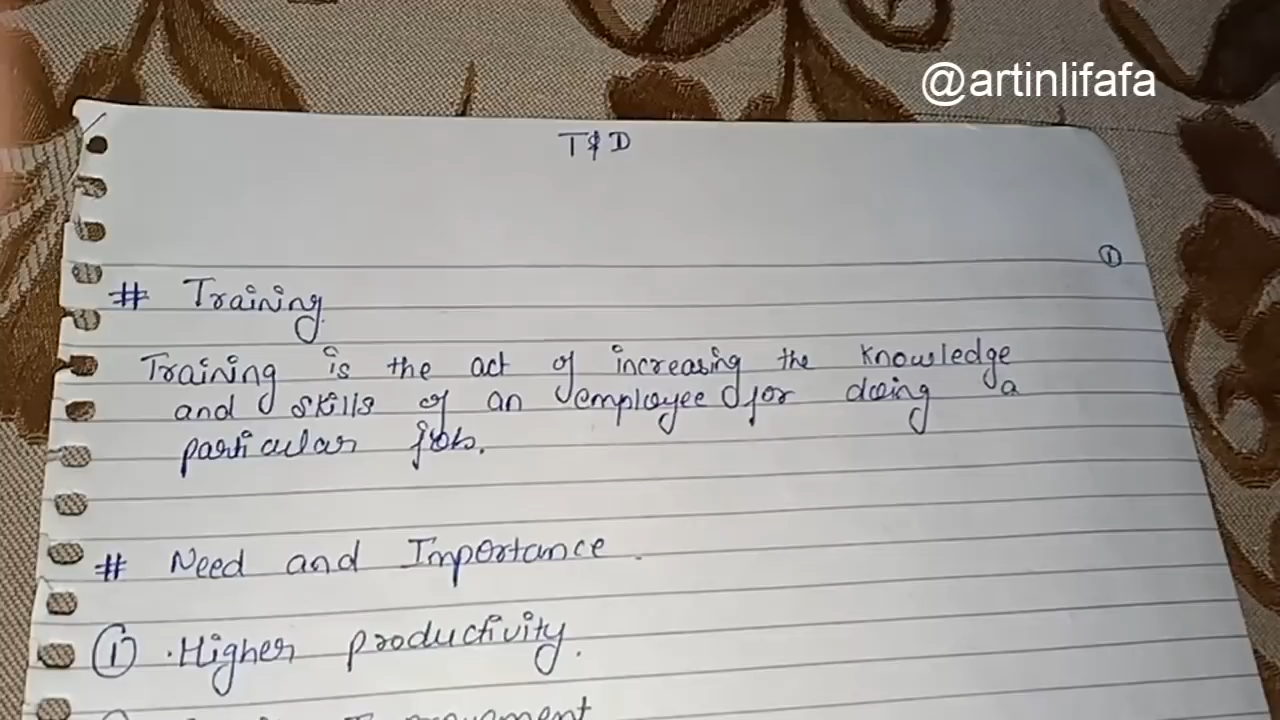 @artinlifafa
T & D
①
# Training
Training is the act of increasing the knowledge
and skills of an employee for doing a
particular job.
# Need and Importance.
① Higher productivity.